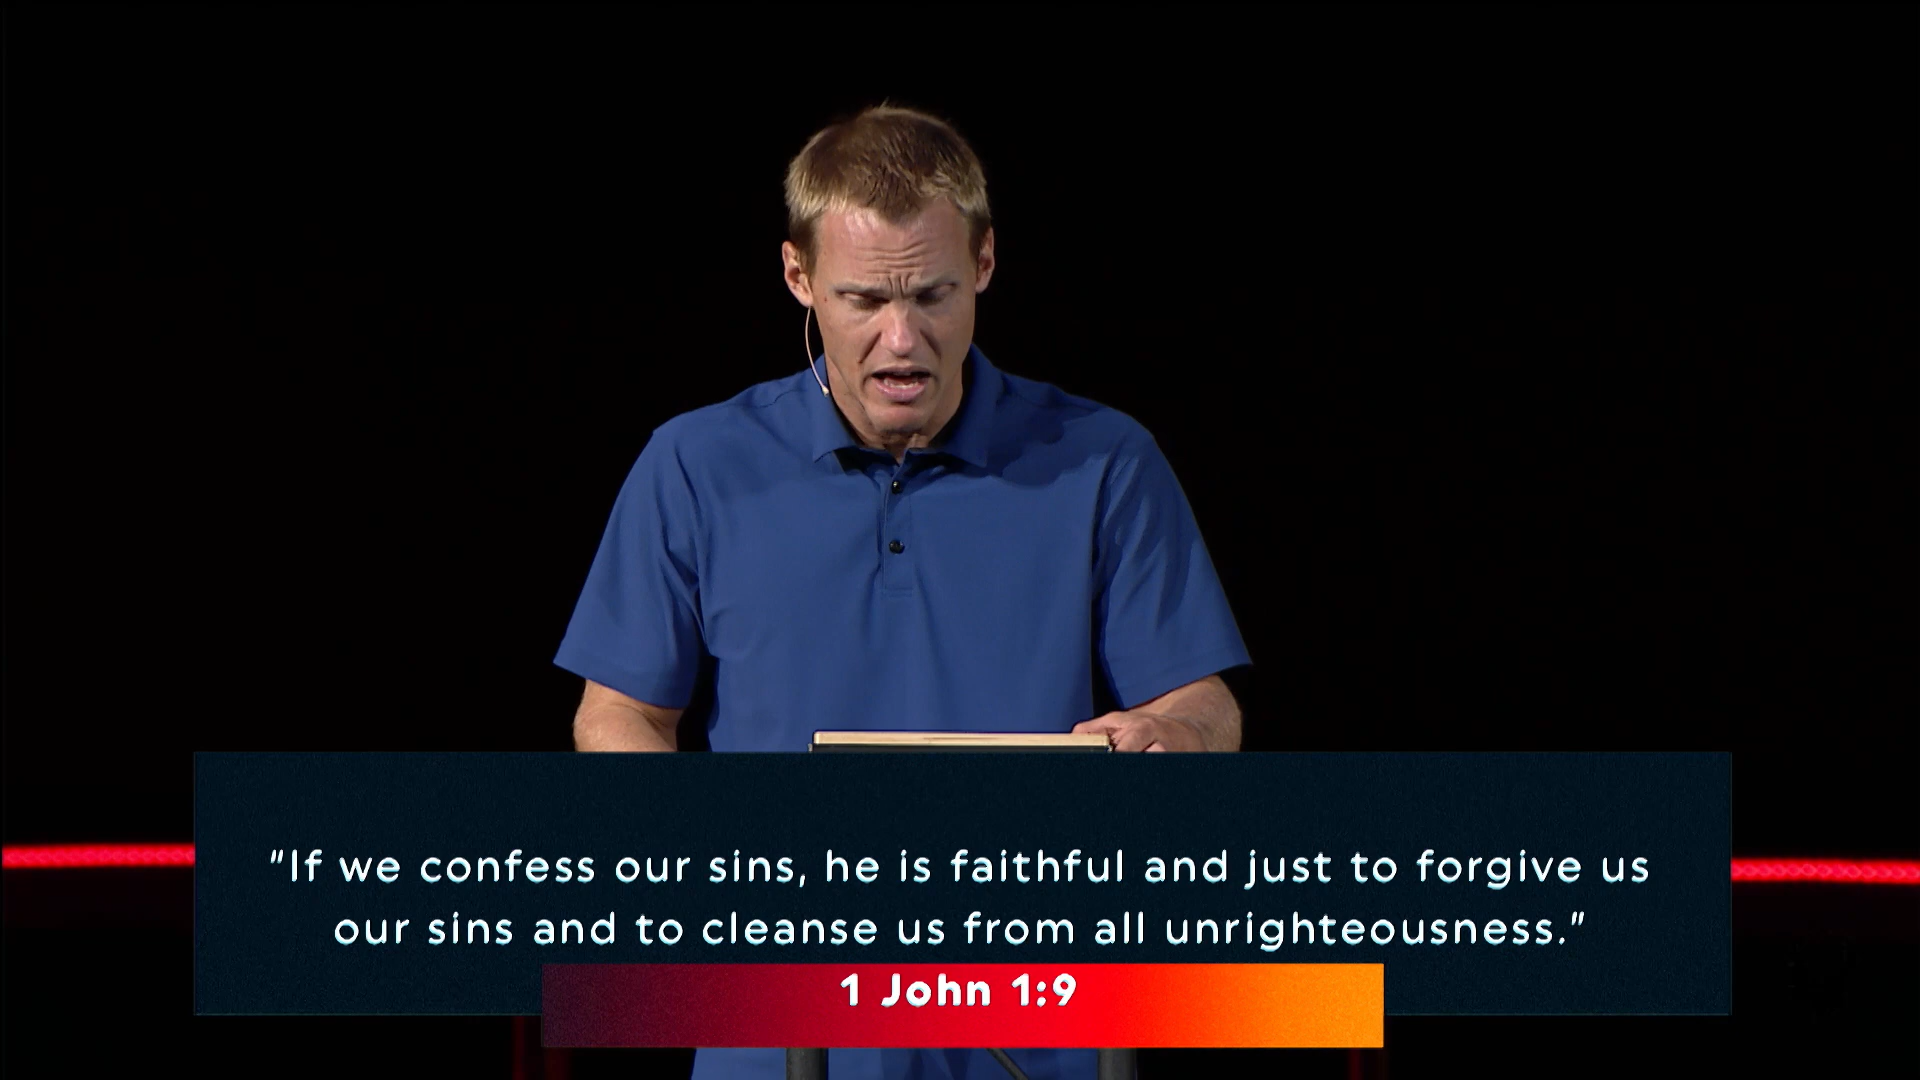 "If we confess our sins, he is faithful and just to forgive us
our sins and to cleanse us from all unrighteousness."
1 John 1:9